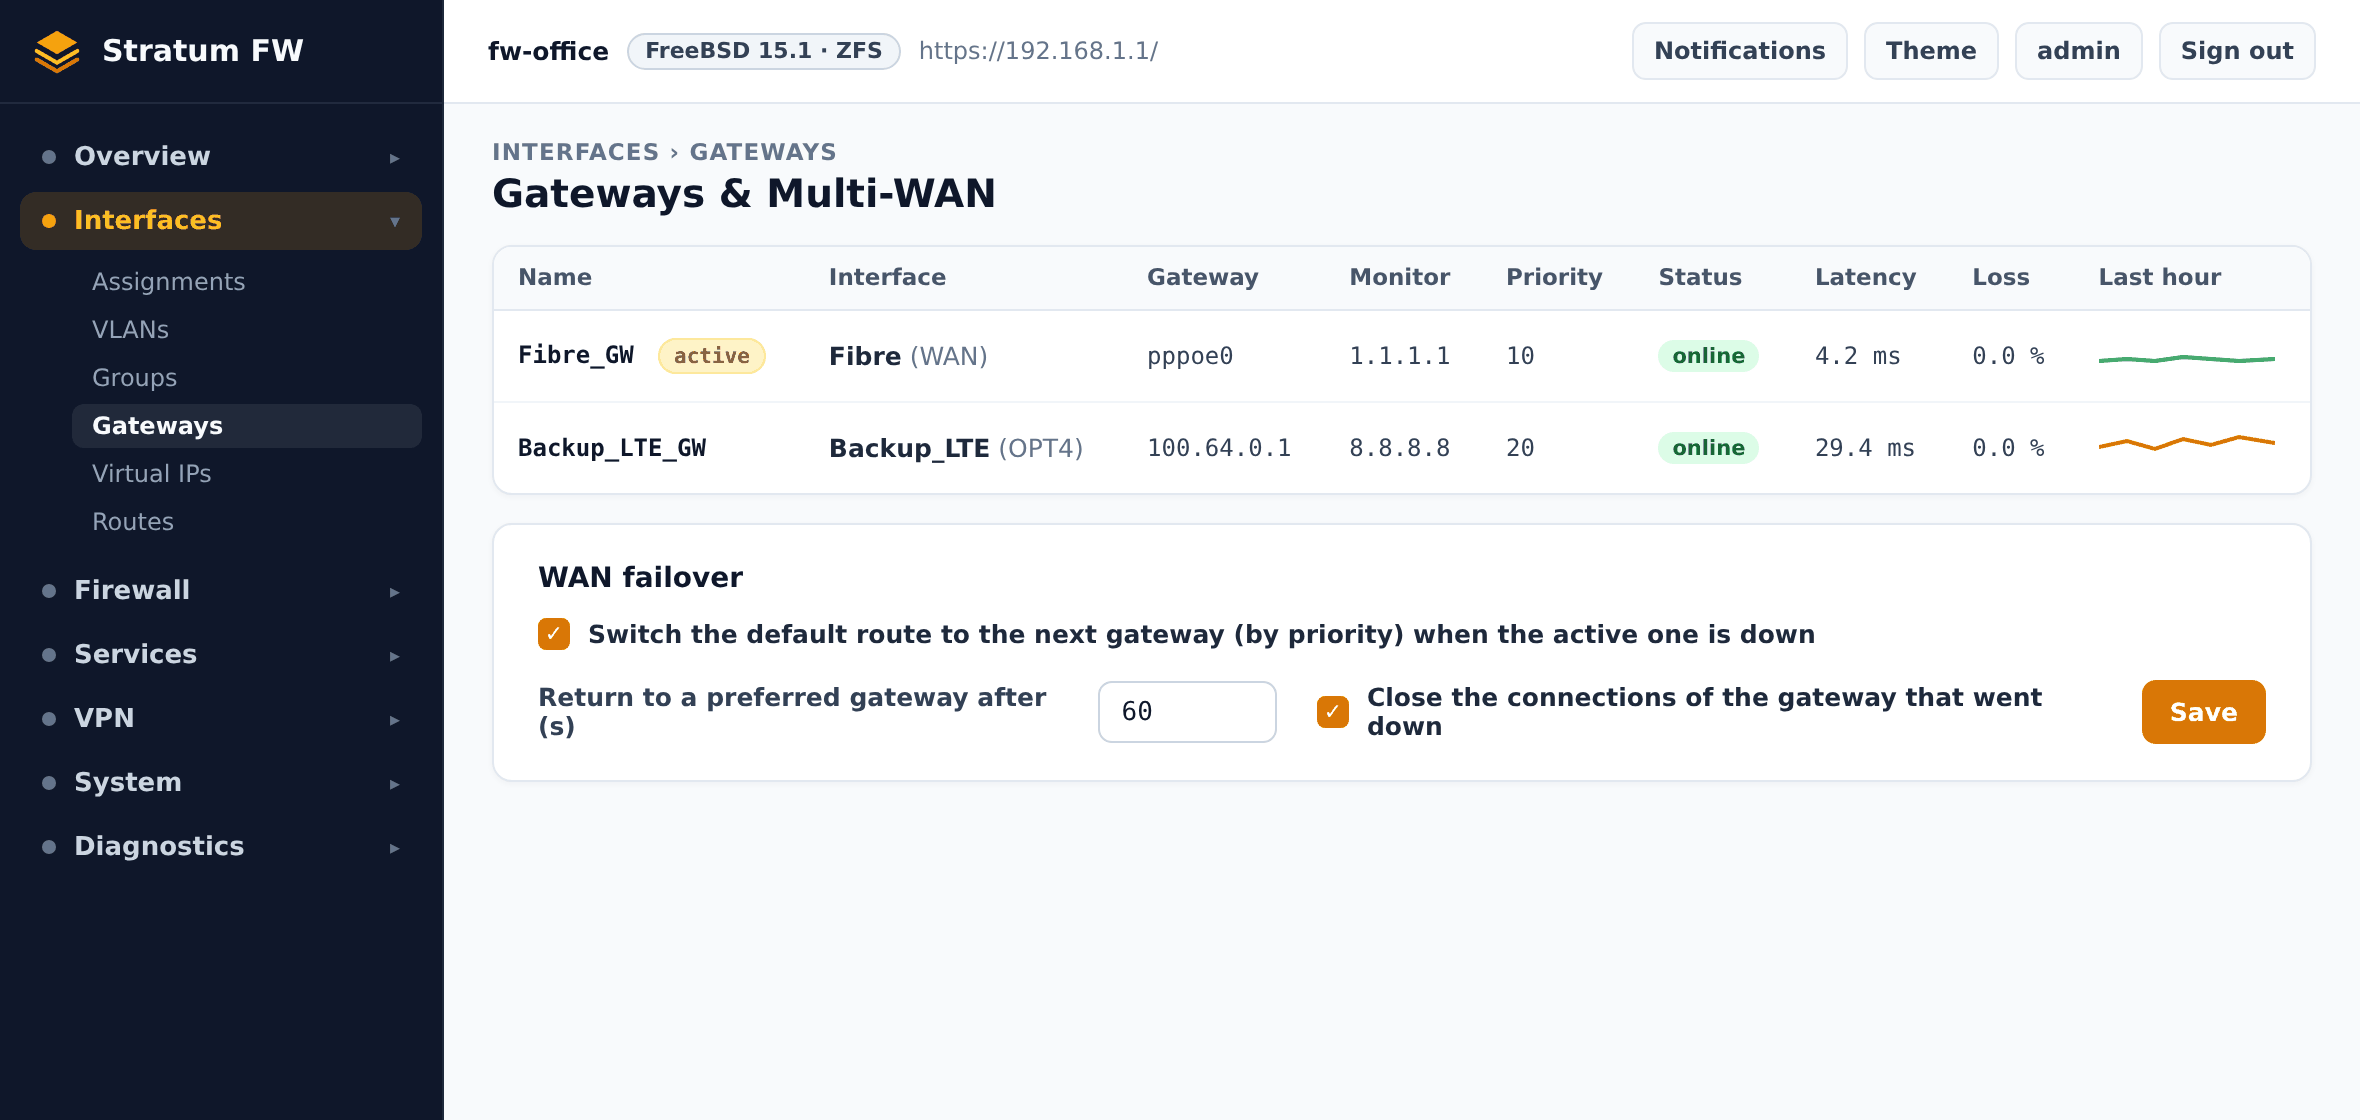 Stratum FW
fw-office FreeBSD 15.1 · ZFS https://192.168.1.1/ Notifications Theme admin Sign out
Overview
Interfaces
Assignments
VLANs
Groups
Gateways
Virtual IPs
Routes
Firewall
Services
VPN
System
Diagnostics
INTERFACES › GATEWAYS
Gateways & Multi-WAN
Name Interface Gateway Monitor Priority Status Latency Loss Last hour
Fibre_GW active Fibre (WAN) pppoe0 1.1.1.1 10 online 4.2 ms 0.0 %
Backup_LTE_GW Backup_LTE (OPT4) 100.64.0.1 8.8.8.8 20 online 29.4 ms 0.0 %
WAN failover
✓ Switch the default route to the next gateway (by priority) when the active one is down
Return to a preferred gateway after
(s)
60
✓ Close the connections of the gateway that went
down
Save